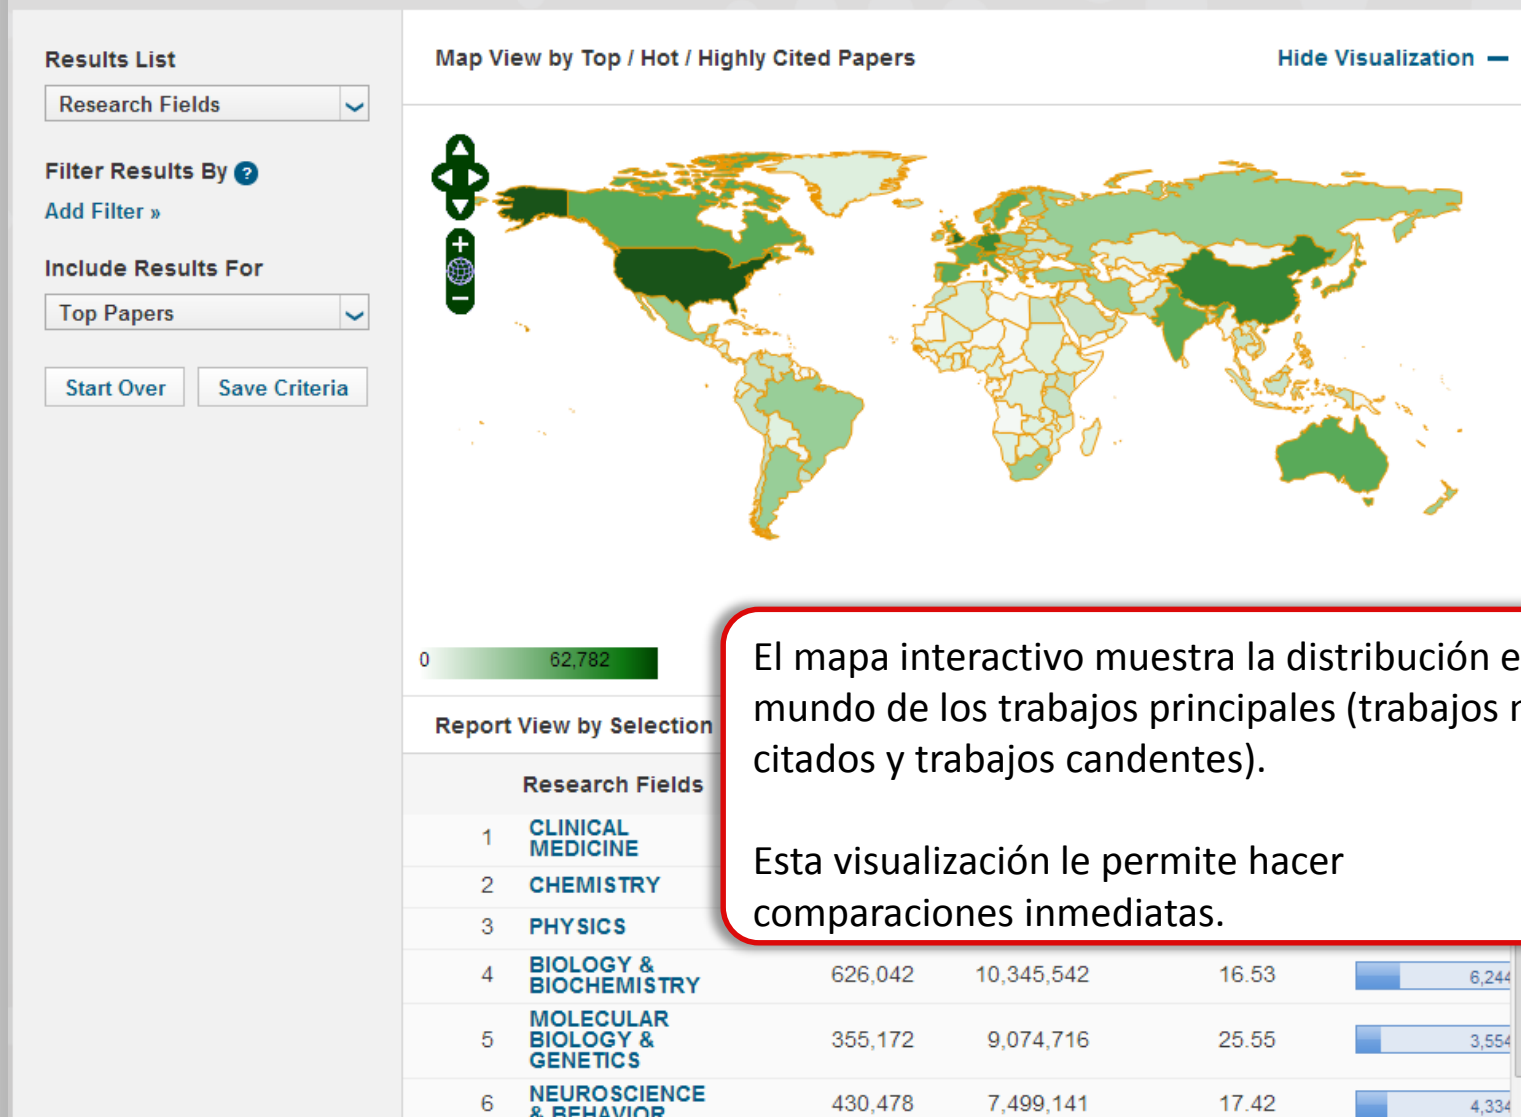 Results List
Research Fields
Filter Results By ?
Add Filter »
Include Results For
Top Papers
Start Over Save Criteria
Map View by Top / Hot / Highly Cited Papers
Hide Visualization
0 62,782
El mapa interactivo muestra la distribución
mundo de los trabajos principales (trabajos
citados y trabajos candentes).
Esta visualización le permite hacer
comparaciones inmediatas.
Report View by Selection
Research Fields
1 CLINICAL
MEDICINE
2 CHEMISTRY
3 PHYSICS
4 BIOLOGY &
BIOCHEMISTRY 626,042 10,345,542 16.53 6,244
5 MOLECULAR
BIOLOGY &
GENETICS 355,172 9,074,716 25.55 3,554
6 NEUROSCIENCE
& BEHAVIOR 430,478 7,499,141 17.42 4,334